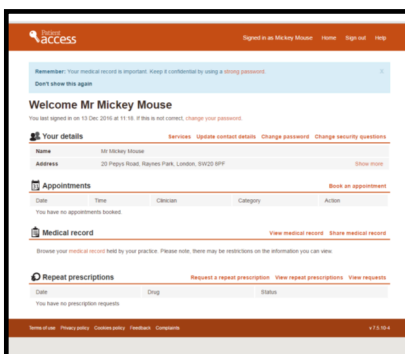 Patient
access
Signed in as Mickey Mouse Home Sign out Help
Remember: Your medical record is important. Keep it confidential by using a strong password. X
Don't show this again
Welcome Mr Mickey Mouse
You last signed in on 13 Dec 2016 at 11:18. If this is not correct, change your password.
Your details Services Update contact details Change password Change security questions
Name Mr Mickey Mouse
Address 20 Pepys Road, Raynes Park, London, SW20 8PF Show more
Appointments Book an appointment
Date Time Clinician Category Action
You have no appointments booked.
Medical record View medical record Share medical record
Browse your medical record held by your practice. Please note, there may be restrictions on the information you can view.
Repeat prescriptions Request a repeat prescription View repeat prescriptions View requests
Date Drug Status
You have no prescription requests
Terms of use Privacy policy Cookies policy Feedback Complaints v 7.5.10-4